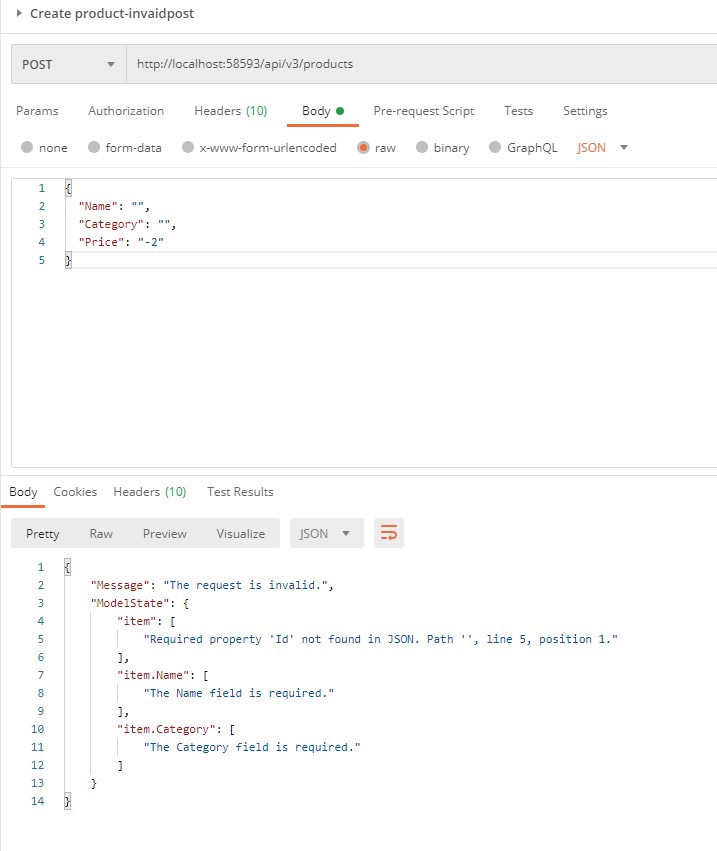 Create product-invaidpost
POST http://localhost:58593/api/v3/products
Params Authorization Headers (10) Body Pre-request Script Tests Settings
none form-data x-www-form-urlencoded raw binary GraphQL JSON
1 {
2 "Name": "",
3 "Category": "",
4 "Price": "-2"
5 }
Body Cookies Headers (10) Test Results
Pretty Raw Preview Visualize JSON
1 {
2 "Message": "The request is invalid.",
3 "ModelState": {
4 "item": [
5 "Required property 'Id' not found in JSON. Path '', line 5, position 1."
6 ],
7 "item.Name": [
8 "The Name field is required."
9 ],
10 "item.Category": [
11 "The Category field is required."
12 ]
13 }
14 }